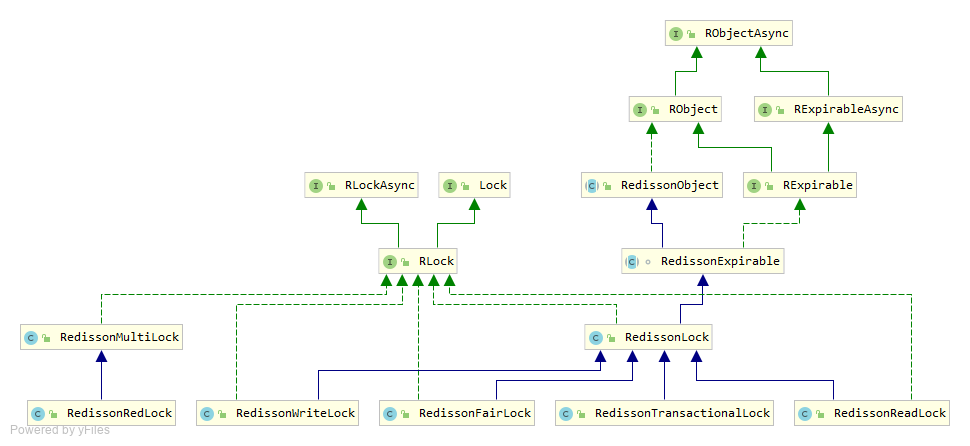 RObjectAsync
RObject
RExpirableAsync
RLockAsync
Lock
RedissonObject
RExpirable
RLock
RedissonExpirable
RedissonMultiLock
RedissonLock
RedissonRedLock
RedissonWriteLock
RedissonFairLock
RedissonTransactionalLock
RedissonReadLock
Powered by yFiles